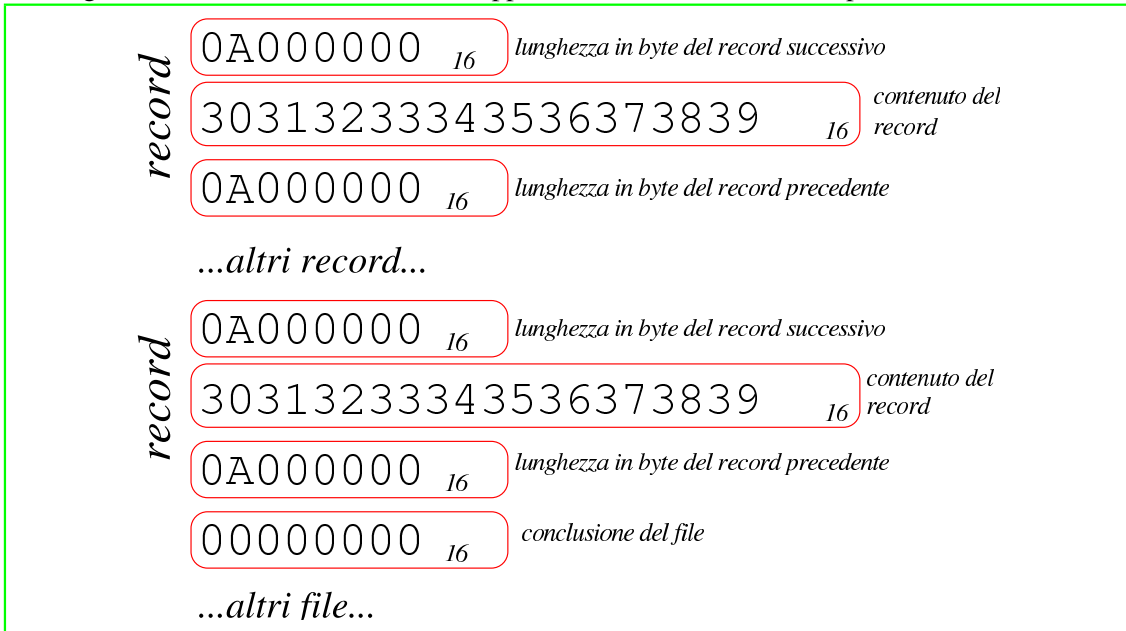 record
0A000000 16 lunghezza in byte del record successivo
30313233343536373839 16 contenuto del
record
0A000000 16 lunghezza in byte del record precedente
...altri record...
record
0A000000 16 lunghezza in byte del record successivo
30313233343536373839 16 contenuto del
record
0A000000 16 lunghezza in byte del record precedente
00000000 16 conclusione del file
...altri file...